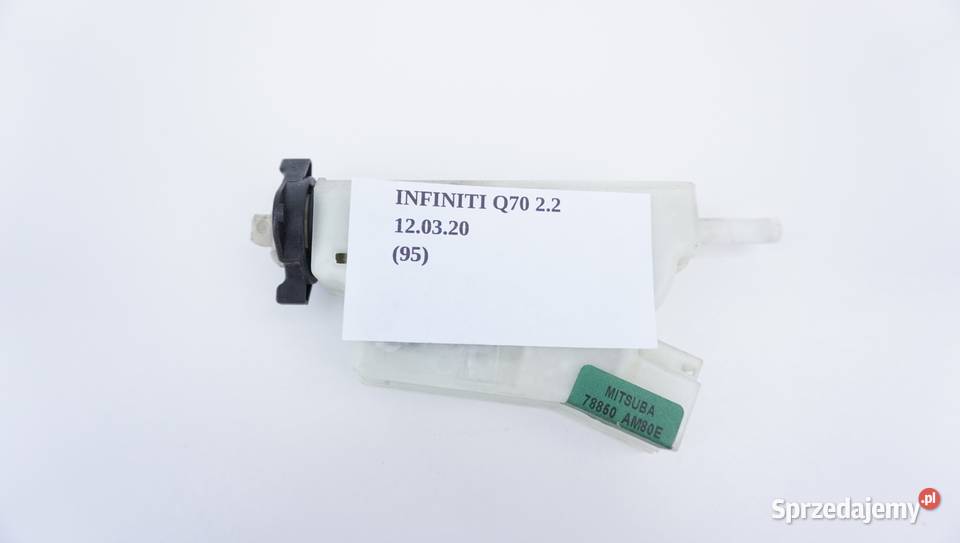 INFINITI Q70 2.2
12.03.20
(95)
MITSUBA
78850 AM80E
Sprzedajemy.pl